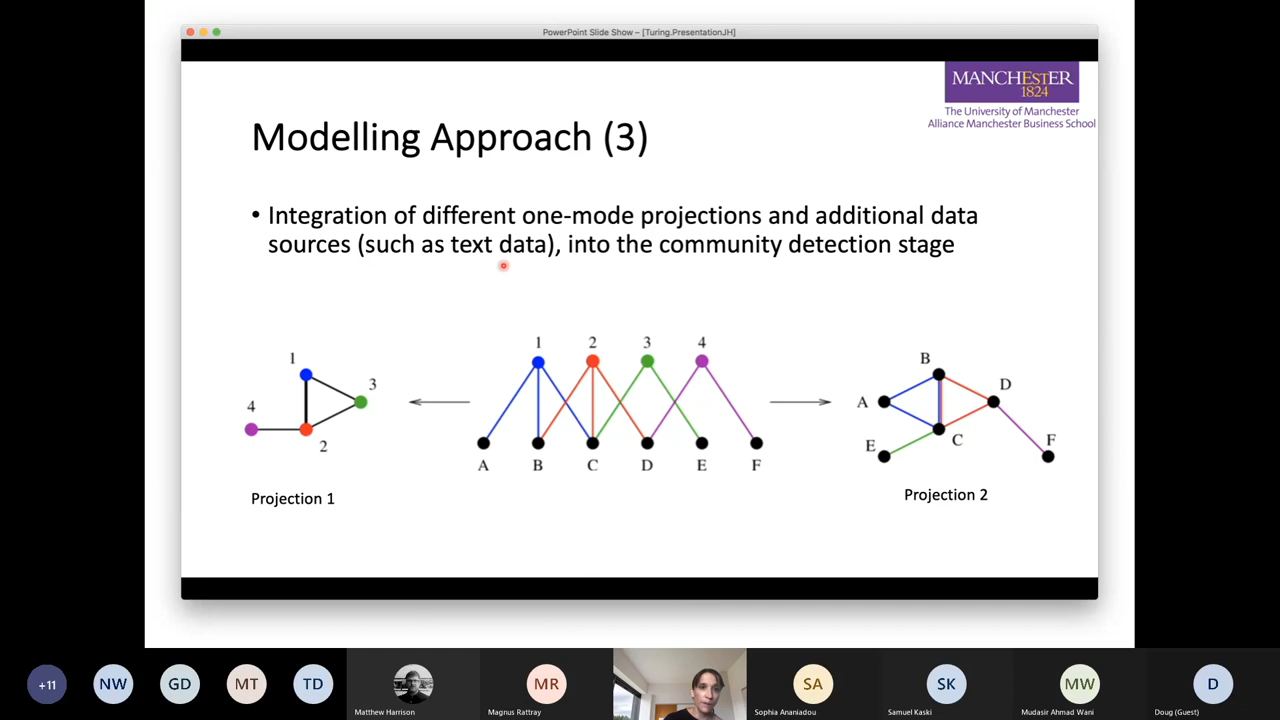 PowerPoint Slide Show – [Turing.PresentationJH]
MANCHESTER
1824
The University of Manchester
Alliance Manchester Business School
Modelling Approach (3)
• Integration of different one-mode projections and additional data
sources (such as text data), into the community detection stage
1 2 3 4
A B C D E F
1
3
4
2
Projection 1
B
D
A
C
E
F
Projection 2
+11 NW GD MT TD MR SA SK MW D
Matthew Harrison Magnus Rattray Sophia Ananiadou Samuel Kaski Mudasir Ahmad Wani Doug (Guest)